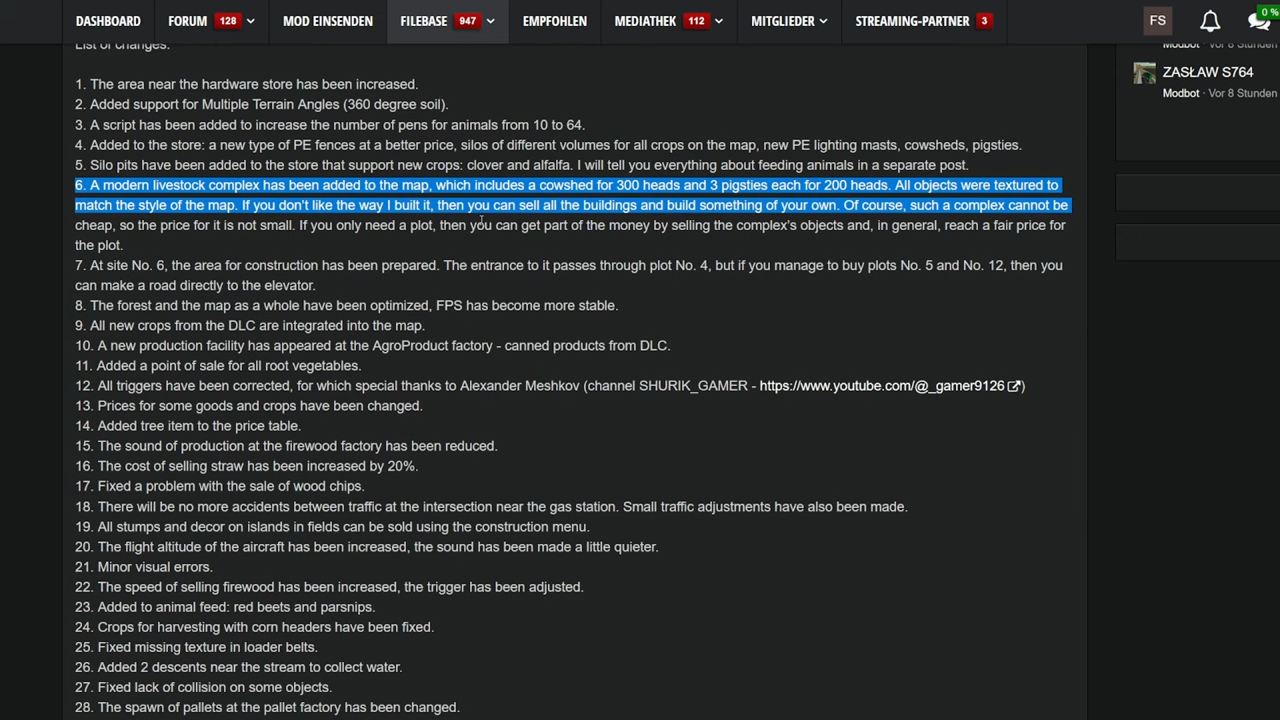 DASHBOARD FORUM 128 MOD EINSENDEN FILEBASE 947 EMPFOHLEN MEDIATHEK 112 MITGLIEDER STREAMING-PARTNER 3 FS 0 %
List of changes:
Modbot · Vor 8 Stunden
ZASŁAW S764
Modbot · Vor 8 Stunden
1. The area near the hardware store has been increased.
2. Added support for Multiple Terrain Angles (360 degree soil).
3. A script has been added to increase the number of pens for animals from 10 to 64.
4. Added to the store: a new type of PE fences at a better price, silos of different volumes for all crops on the map, new PE lighting masts, cowsheds, pigsties.
5. Silo pits have been added to the store that support new crops: clover and alfalfa. I will tell you everything about feeding animals in a separate post.
6. A modern livestock complex has been added to the map, which includes a cowshed for 300 heads and 3 pigsties each for 200 heads. All objects were textured to
match the style of the map. If you don't like the way I built it, then you can sell all the buildings and build something of your own. Of course, such a complex cannot be
cheap, so the price for it is not small. If you only need a plot, then you can get part of the money by selling the complex's objects and, in general, reach a fair price for
the plot.
7. At site No. 6, the area for construction has been prepared. The entrance to it passes through plot No. 4, but if you manage to buy plots No. 5 and No. 12, then you
can make a road directly to the elevator.
8. The forest and the map as a whole have been optimized, FPS has become more stable.
9. All new crops from the DLC are integrated into the map.
10. A new production facility has appeared at the AgroProduct factory - canned products from DLC.
11. Added a point of sale for all root vegetables.
12. All triggers have been corrected, for which special thanks to Alexander Meshkov (channel SHURIK_GAMER - https://www.youtube.com/@_gamer9126)
13. Prices for some goods and crops have been changed.
14. Added tree item to the price table.
15. The sound of production at the firewood factory has been reduced.
16. The cost of selling straw has been increased by 20%.
17. Fixed a problem with the sale of wood chips.
18. There will be no more accidents between traffic at the intersection near the gas station. Small traffic adjustments have also been made.
19. All stumps and decor on islands in fields can be sold using the construction menu.
20. The flight altitude of the aircraft has been increased, the sound has been made a little quieter.
21. Minor visual errors.
22. The speed of selling firewood has been increased, the trigger has been adjusted.
23. Added to animal feed: red beets and parsnips.
24. Crops for harvesting with corn headers have been fixed.
25. Fixed missing texture in loader belts.
26. Added 2 descents near the stream to collect water.
27. Fixed lack of collision on some objects.
28. The spawn of pallets at the pallet factory has been changed.